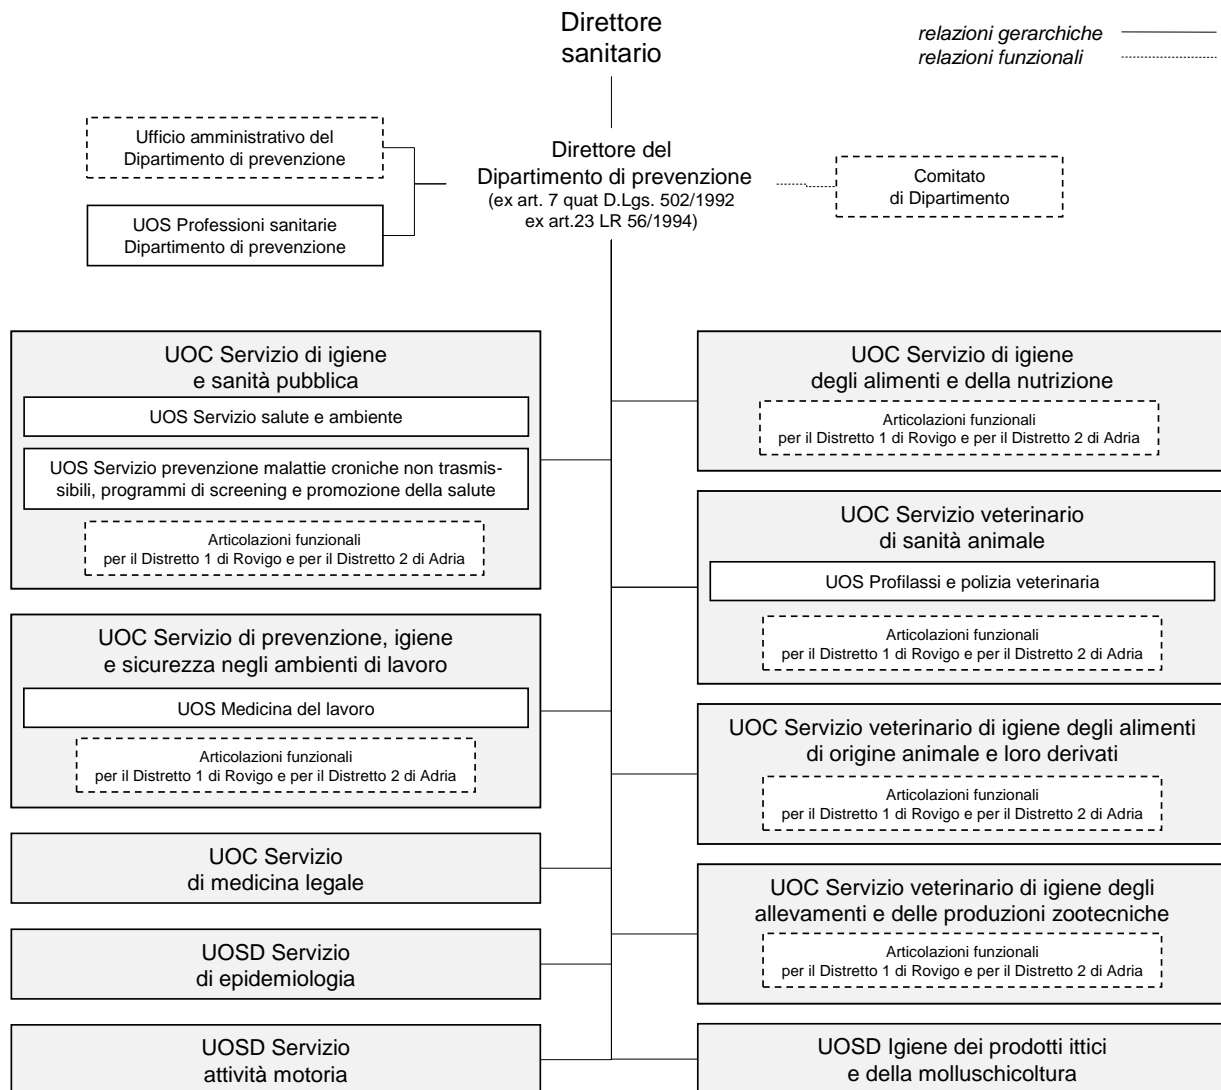 Direttore
sanitario
relazioni gerarchiche
relazioni funzionali
Ufficio amministrativo del
Dipartimento di prevenzione
UOS Professioni sanitarie
Dipartimento di prevenzione
Direttore del
Dipartimento di prevenzione
(ex art. 7 quat D.Lgs. 502/1992
ex art.23 LR 56/1994)
Comitato
di Dipartimento
UOC Servizio di igiene
e sanità pubblica
UOS Servizio salute e ambiente
UOS Servizio prevenzione malattie croniche non trasmis-
sibili, programmi di screening e promozione della salute
Articolazioni funzionali
per il Distretto 1 di Rovigo e per il Distretto 2 di Adria
UOC Servizio di prevenzione, igiene
e sicurezza negli ambienti di lavoro
UOS Medicina del lavoro
Articolazioni funzionali
per il Distretto 1 di Rovigo e per il Distretto 2 di Adria
UOC Servizio
di medicina legale
UOSD Servizio
di epidemiologia
UOSD Servizio
attività motoria
UOC Servizio di igiene
degli alimenti e della nutrizione
Articolazioni funzionali
per il Distretto 1 di Rovigo e per il Distretto 2 di Adria
UOC Servizio veterinario
di sanità animale
UOS Profilassi e polizia veterinaria
Articolazioni funzionali
per il Distretto 1 di Rovigo e per il Distretto 2 di Adria
UOC Servizio veterinario di igiene degli alimenti
di origine animale e loro derivati
Articolazioni funzionali
per il Distretto 1 di Rovigo e per il Distretto 2 di Adria
UOC Servizio veterinario di igiene degli
allevamenti e delle produzioni zootecniche
Articolazioni funzionali
per il Distretto 1 di Rovigo e per il Distretto 2 di Adria
UOSD Igiene dei prodotti ittici
e della molluschicoltura